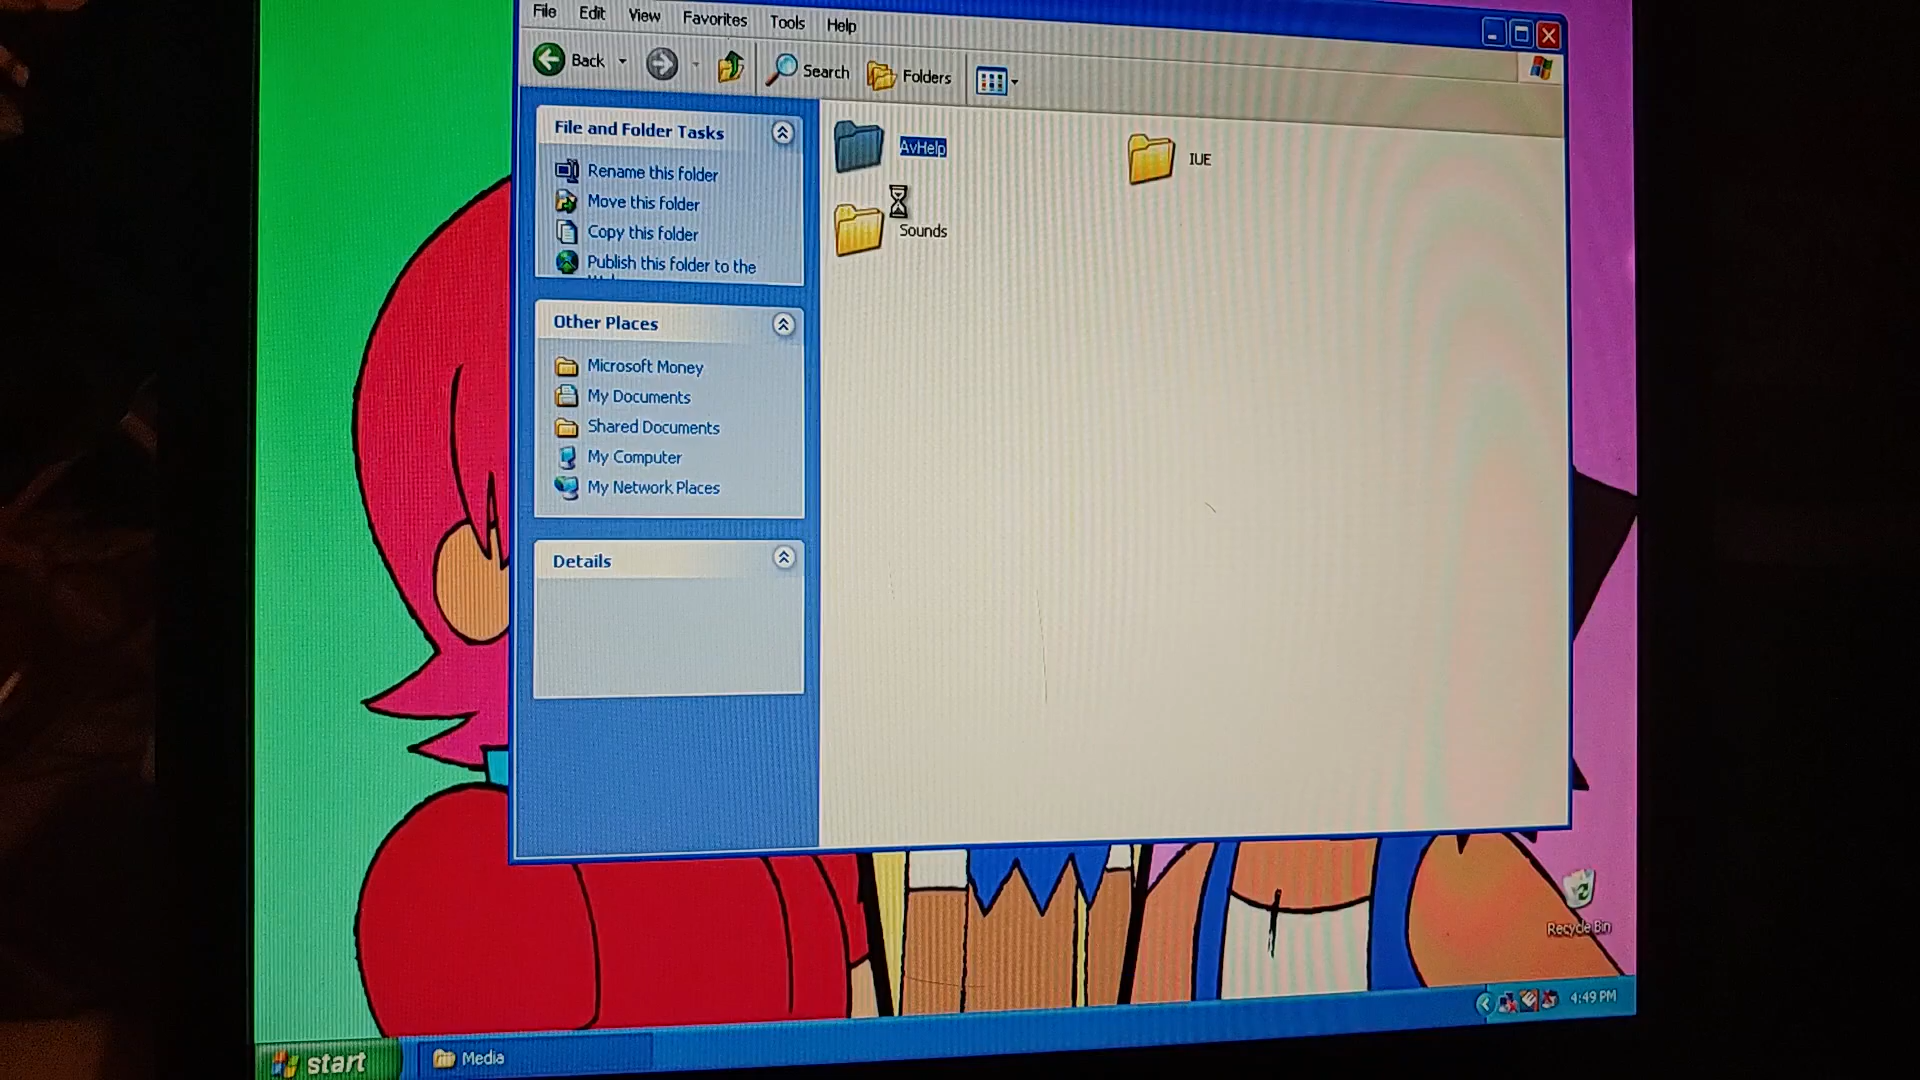 File Edit View Favorites Tools Help
Back Search Folders
File and Folder Tasks
Rename this folder
Move this folder
Copy this folder
Publish this folder to the
Other Places
Microsoft Money
My Documents
Shared Documents
My Computer
My Network Places
Details
AvHelp
IUE
Sounds
Recycle Bin
start
Media
4:49 PM